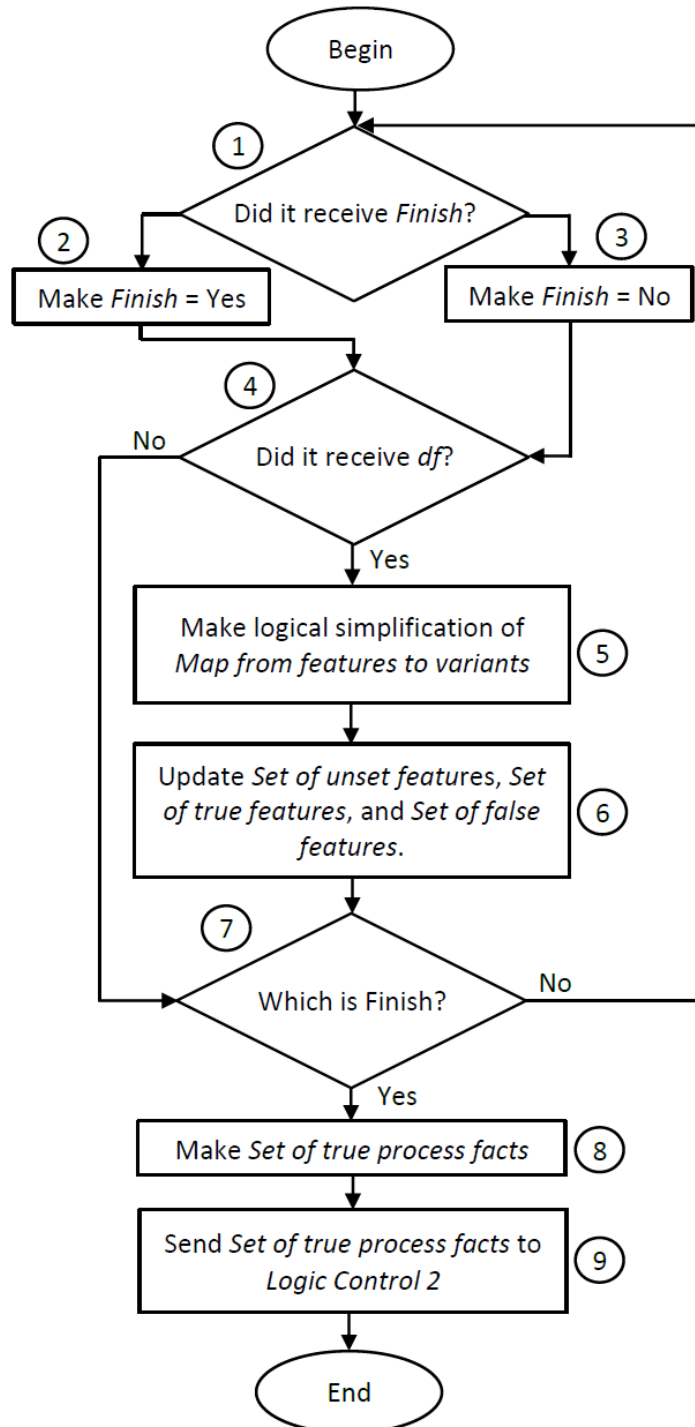 Begin
1
Did it receive Finish?
2
3
Make Finish = Yes
Make Finish = No
4
No
Did it receive df?
Yes
Make logical simplification of
Map from features to variants
5
Update Set of unset features, Set
of true features, and Set of false
features.
6
7
Which is Finish?
No
Yes
Make Set of true process facts
8
Send Set of true process facts to
Logic Control 2
9
End